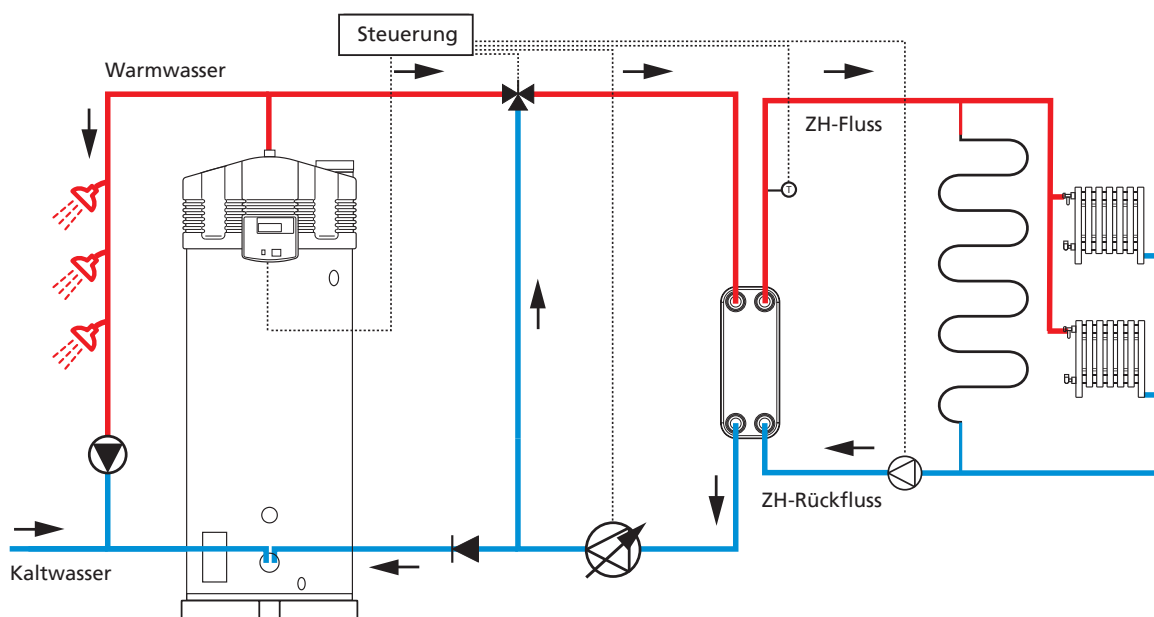 Steuerung
Warmwasser
ZH-Fluss
T
ZH-Rückfluss
Kaltwasser